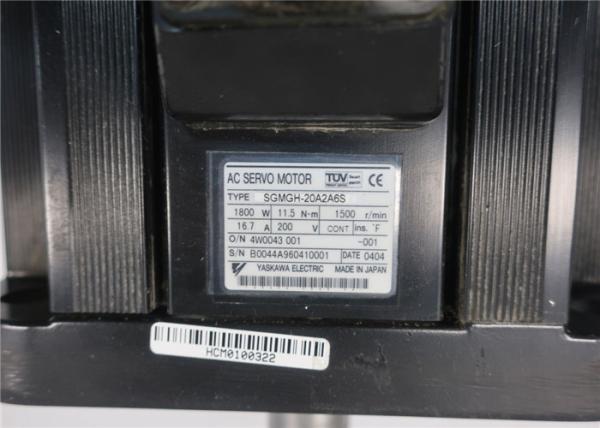 AC SERVO MOTOR TÜV CE
TYPE SGMGH-20A2A6S
1800 W 11.5 N·m 1500 r/min
16.7 A 200 V CONT ins. F
O/N 4W0043 001 -001
S/N B0044A960410001 DATE 0404
YASKAWA ELECTRIC MADE IN JAPAN
HCM0100322